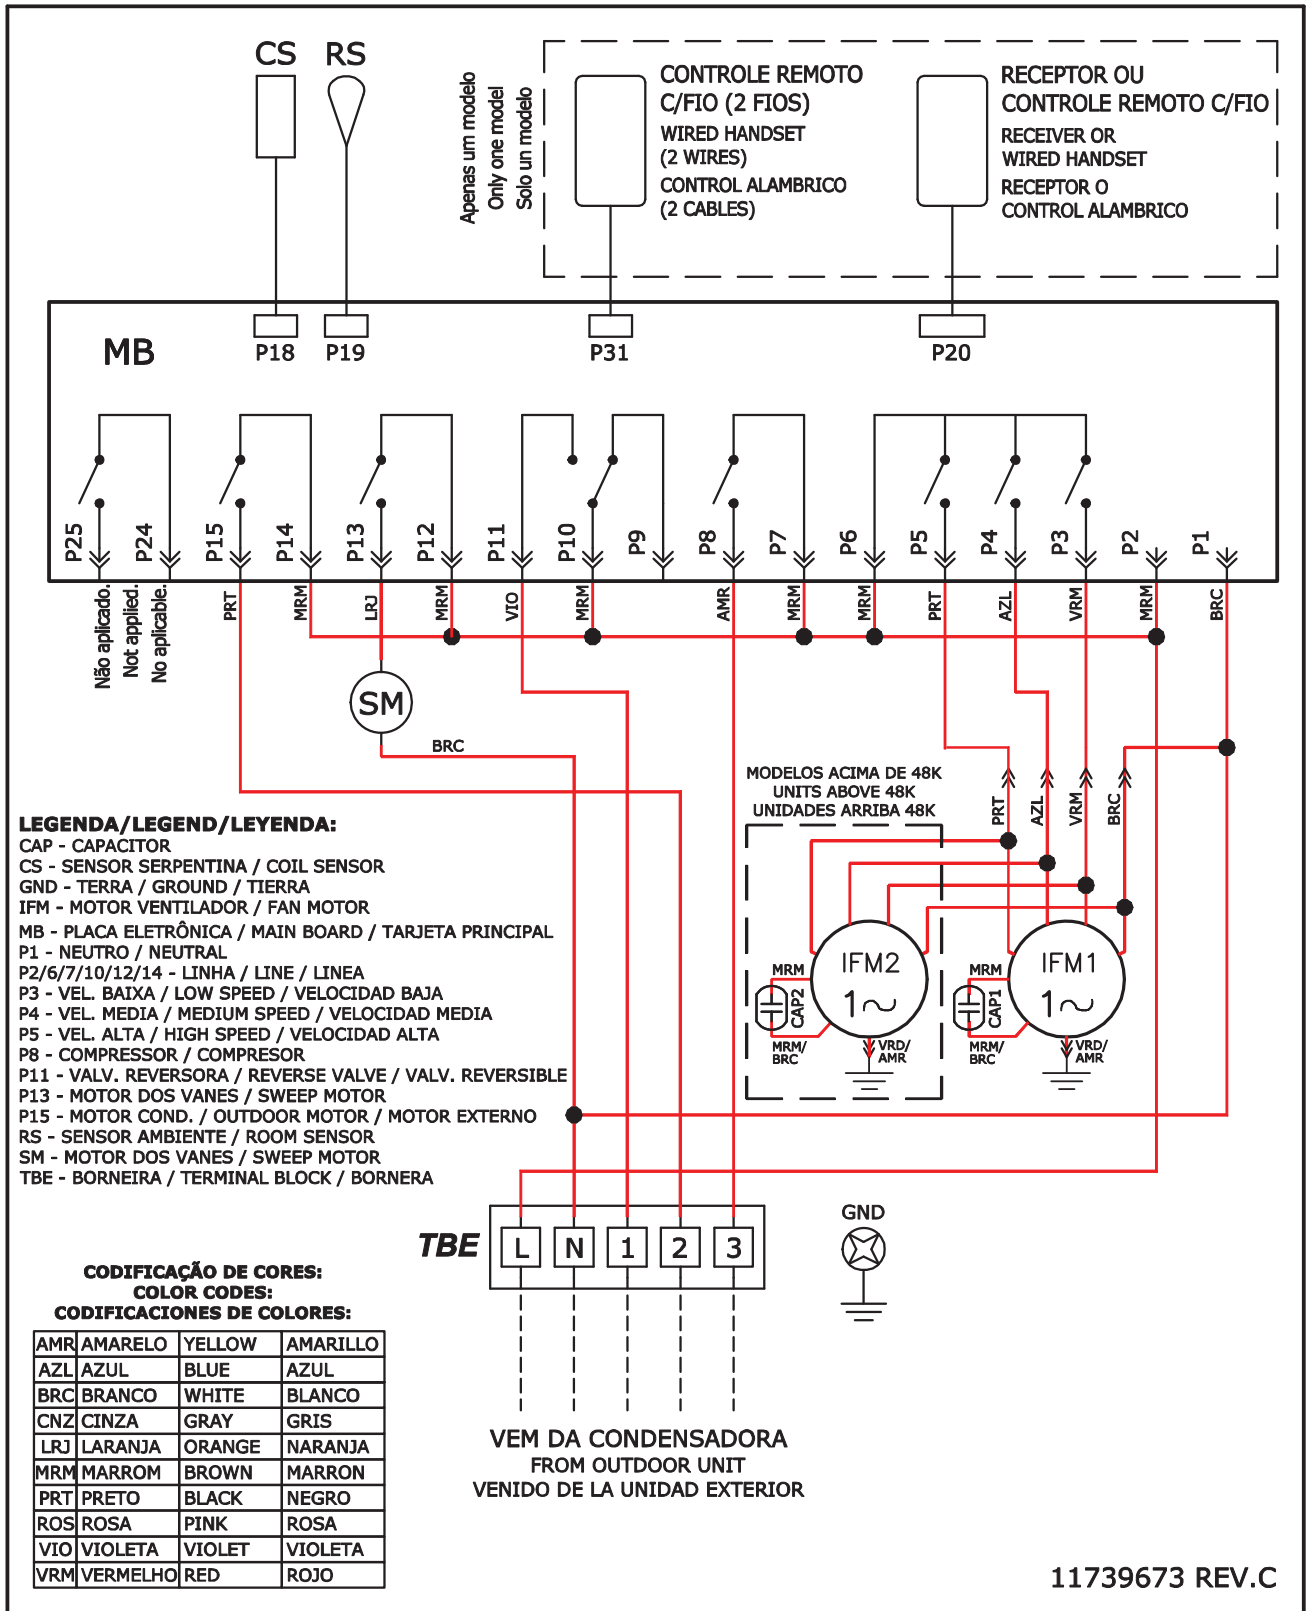 CS
RS
Apenas um modelo
Only one model
Solo un modelo
CONTROLE REMOTO
C/FIO (2 FIOS)
WIRED HANDSET
(2 WIRES)
CONTROL ALAMBRICO
(2 CABLES)
RECEPTOR OU
CONTROLE REMOTO C/FIO
RECEIVER OR
WIRED HANDSET
RECEPTOR O
CONTROL ALAMBRICO
MB
P18
P19
P31
P20
P25
P24
P15
P14
P13
P12
P11
P10
P9
P8
P7
P6
P5
P4
P3
P2
P1
Não aplicado.
Not applied.
No aplicable.
PRT
MRM
LRJ
MRM
VIO
MRM
AMR
MRM
MRM
PRT
AZL
VRM
MRM
BRC
SM
BRC
MODELOS ACIMA DE 48K
UNITS ABOVE 48K
UNIDADES ARRIBA 48K
PRT
AZL
VRM
BRC
IFM2
1
MRM
CAP2
MRM/
BRC
VRD/
AMR
IFM1
1
MRM
CAP1
MRM/
BRC
VRD/
AMR
LEGENDA/LEGEND/LEYENDA:
CAP - CAPACITOR
CS - SENSOR SERPENTINA / COIL SENSOR
GND - TERRA / GROUND / TIERRA
IFM - MOTOR VENTILADOR / FAN MOTOR
MB - PLACA ELETRÔNICA / MAIN BOARD / TARJETA PRINCIPAL
P1 - NEUTRO / NEUTRAL
P2/6/7/10/12/14 - LINHA / LINE / LINEA
P3 - VEL. BAIXA / LOW SPEED / VELOCIDAD BAJA
P4 - VEL. MEDIA / MEDIUM SPEED / VELOCIDAD MEDIA
P5 - VEL. ALTA / HIGH SPEED / VELOCIDAD ALTA
P8 - COMPRESSOR / COMPRESOR
P11 - VALV. REVERSORA / REVERSE VALVE / VALV. REVERSIBLE
P13 - MOTOR DOS VANES / SWEEP MOTOR
P15 - MOTOR COND. / OUTDOOR MOTOR / MOTOR EXTERNO
RS - SENSOR AMBIENTE / ROOM SENSOR
SM - MOTOR DOS VANES / SWEEP MOTOR
TBE - BORNEIRA / TERMINAL BLOCK / BORNERA
TBE L N 1 2 3
GND
CODIFICAÇÃO DE CORES:
COLOR CODES:
CODIFICACIONES DE COLORES:
AMR AMARELO YELLOW AMARILLO
AZL AZUL BLUE AZUL
BRC BRANCO WHITE BLANCO
CNZ CINZA GRAY GRIS
LRJ LARANJA ORANGE NARANJA
MRM MARROM BROWN MARRON
PRT PRETO BLACK NEGRO
ROS ROSA PINK ROSA
VIO VIOLETA VIOLET VIOLETA
VRM VERMELHO RED ROJO
VEM DA CONDENSADORA
FROM OUTDOOR UNIT
VENIDO DE LA UNIDAD EXTERIOR
11739673 REV.C